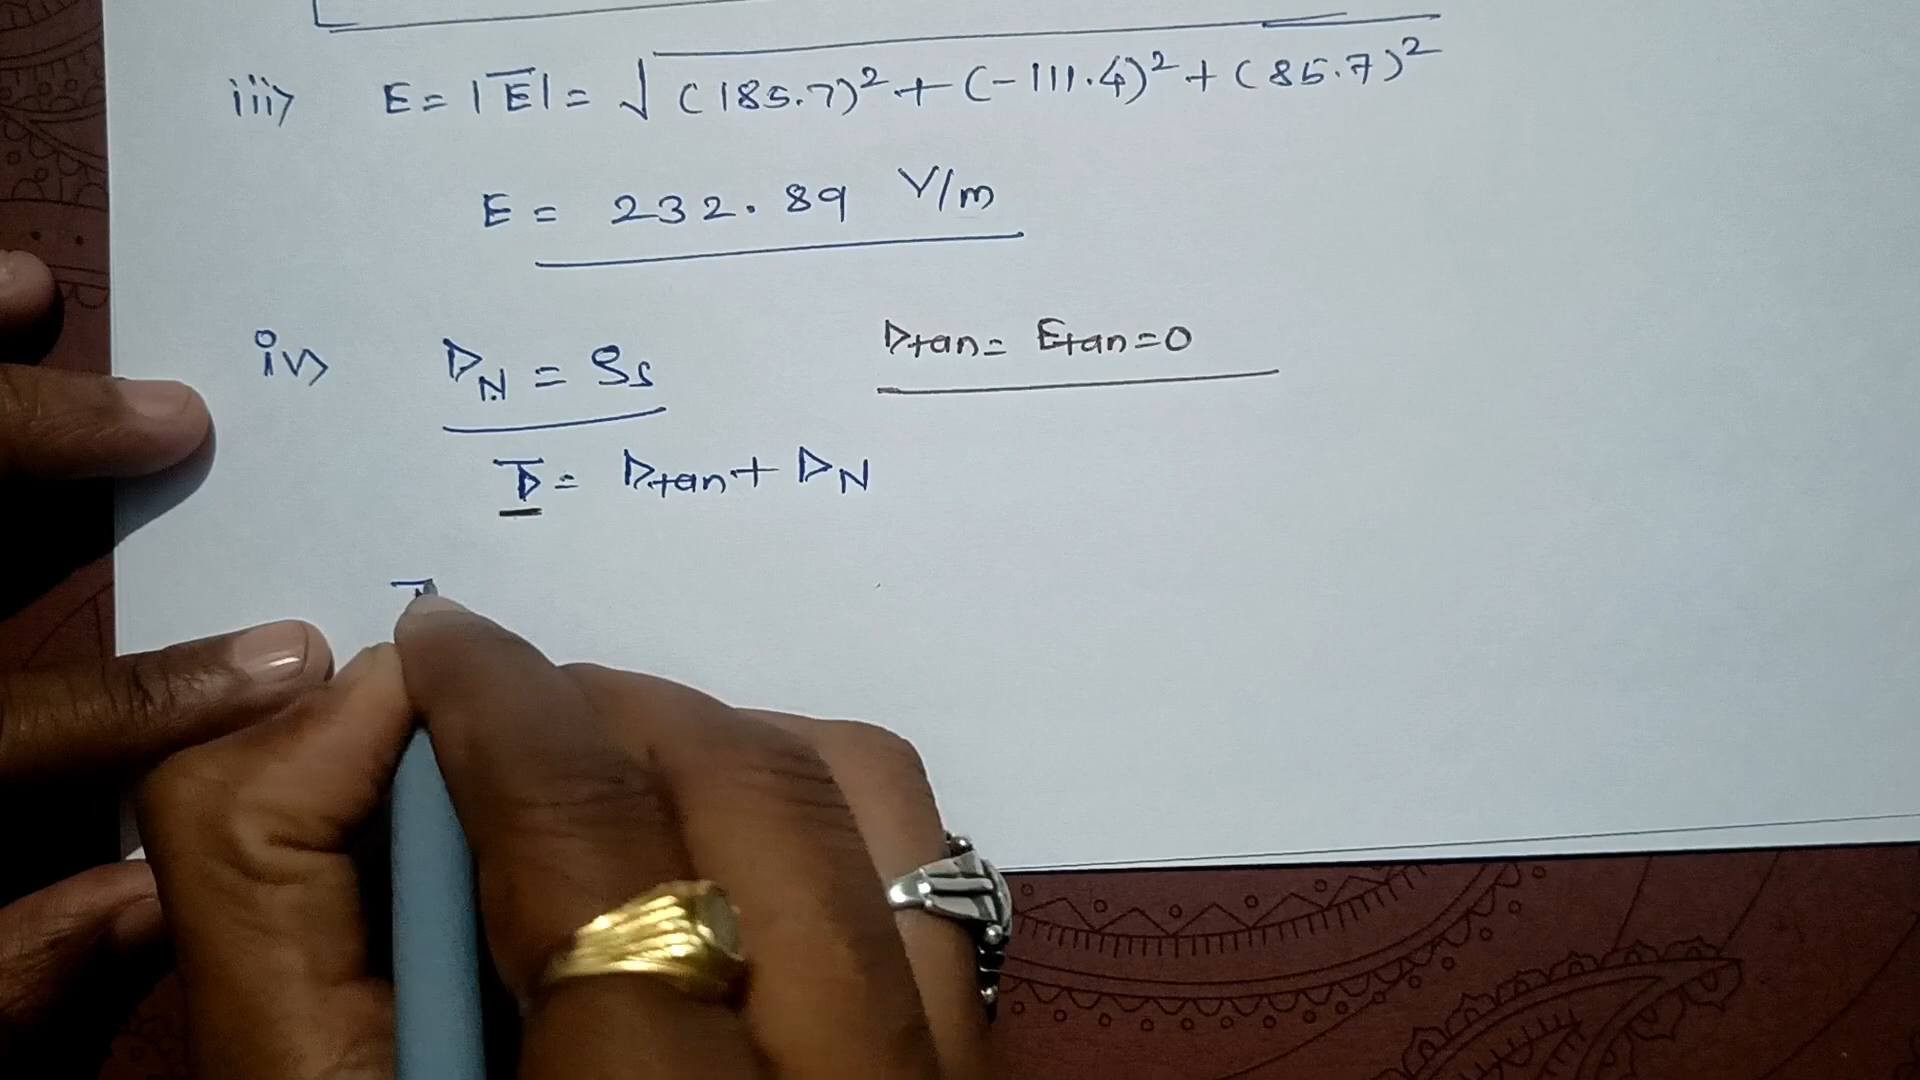 iii) E = |E̅| = √(185.7)² + (-111.4)² + (85.7)²
E = 232.89 V/m
iv) D_N = ρ_s D_tan = E_tan = 0
D̅ = D_tan + D_N